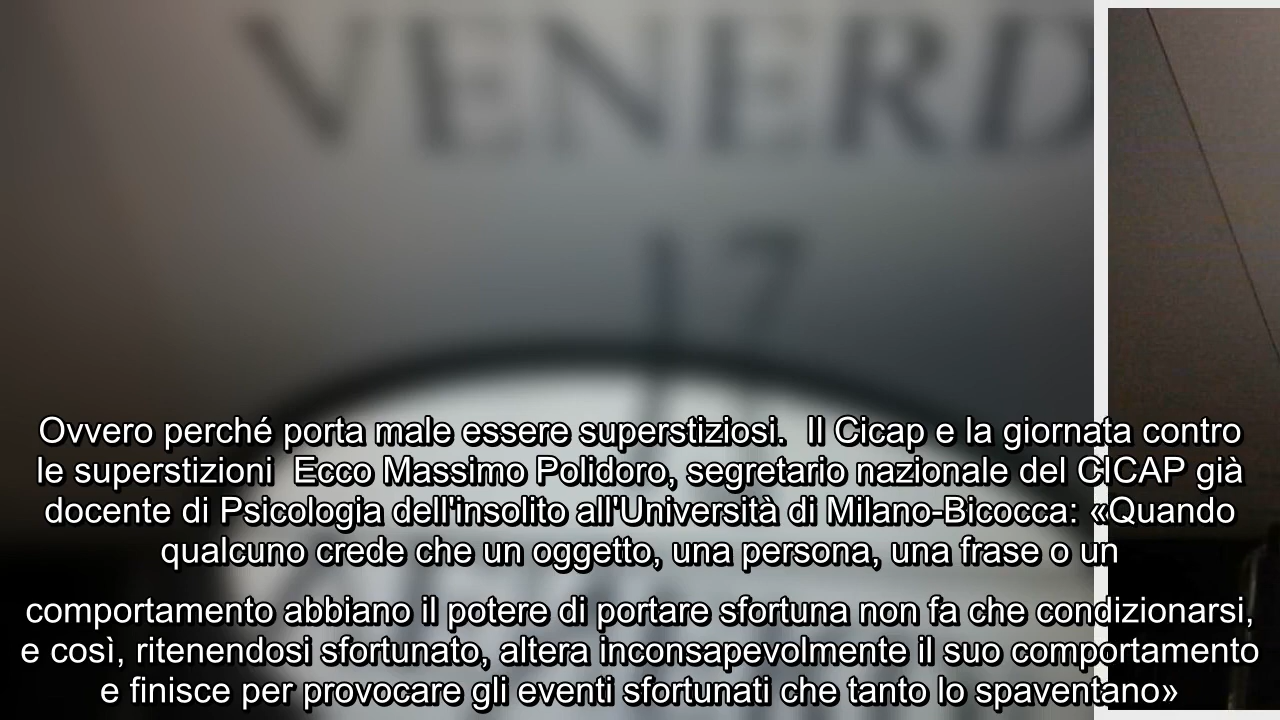 VENERD
17
Ovvero perché porta male essere superstiziosi.  Il Cicap e la giornata contro
le superstizioni  Ecco Massimo Polidoro, segretario nazionale del CICAP già
docente di Psicologia dell'insolito all'Università di Milano-Bicocca: «Quando
qualcuno crede che un oggetto, una persona, una frase o un
comportamento abbiano il potere di portare sfortuna non fa che condizionarsi,
e così, ritenendosi sfortunato, altera inconsapevolmente il suo comportamento
e finisce per provocare gli eventi sfortunati che tanto lo spaventano»